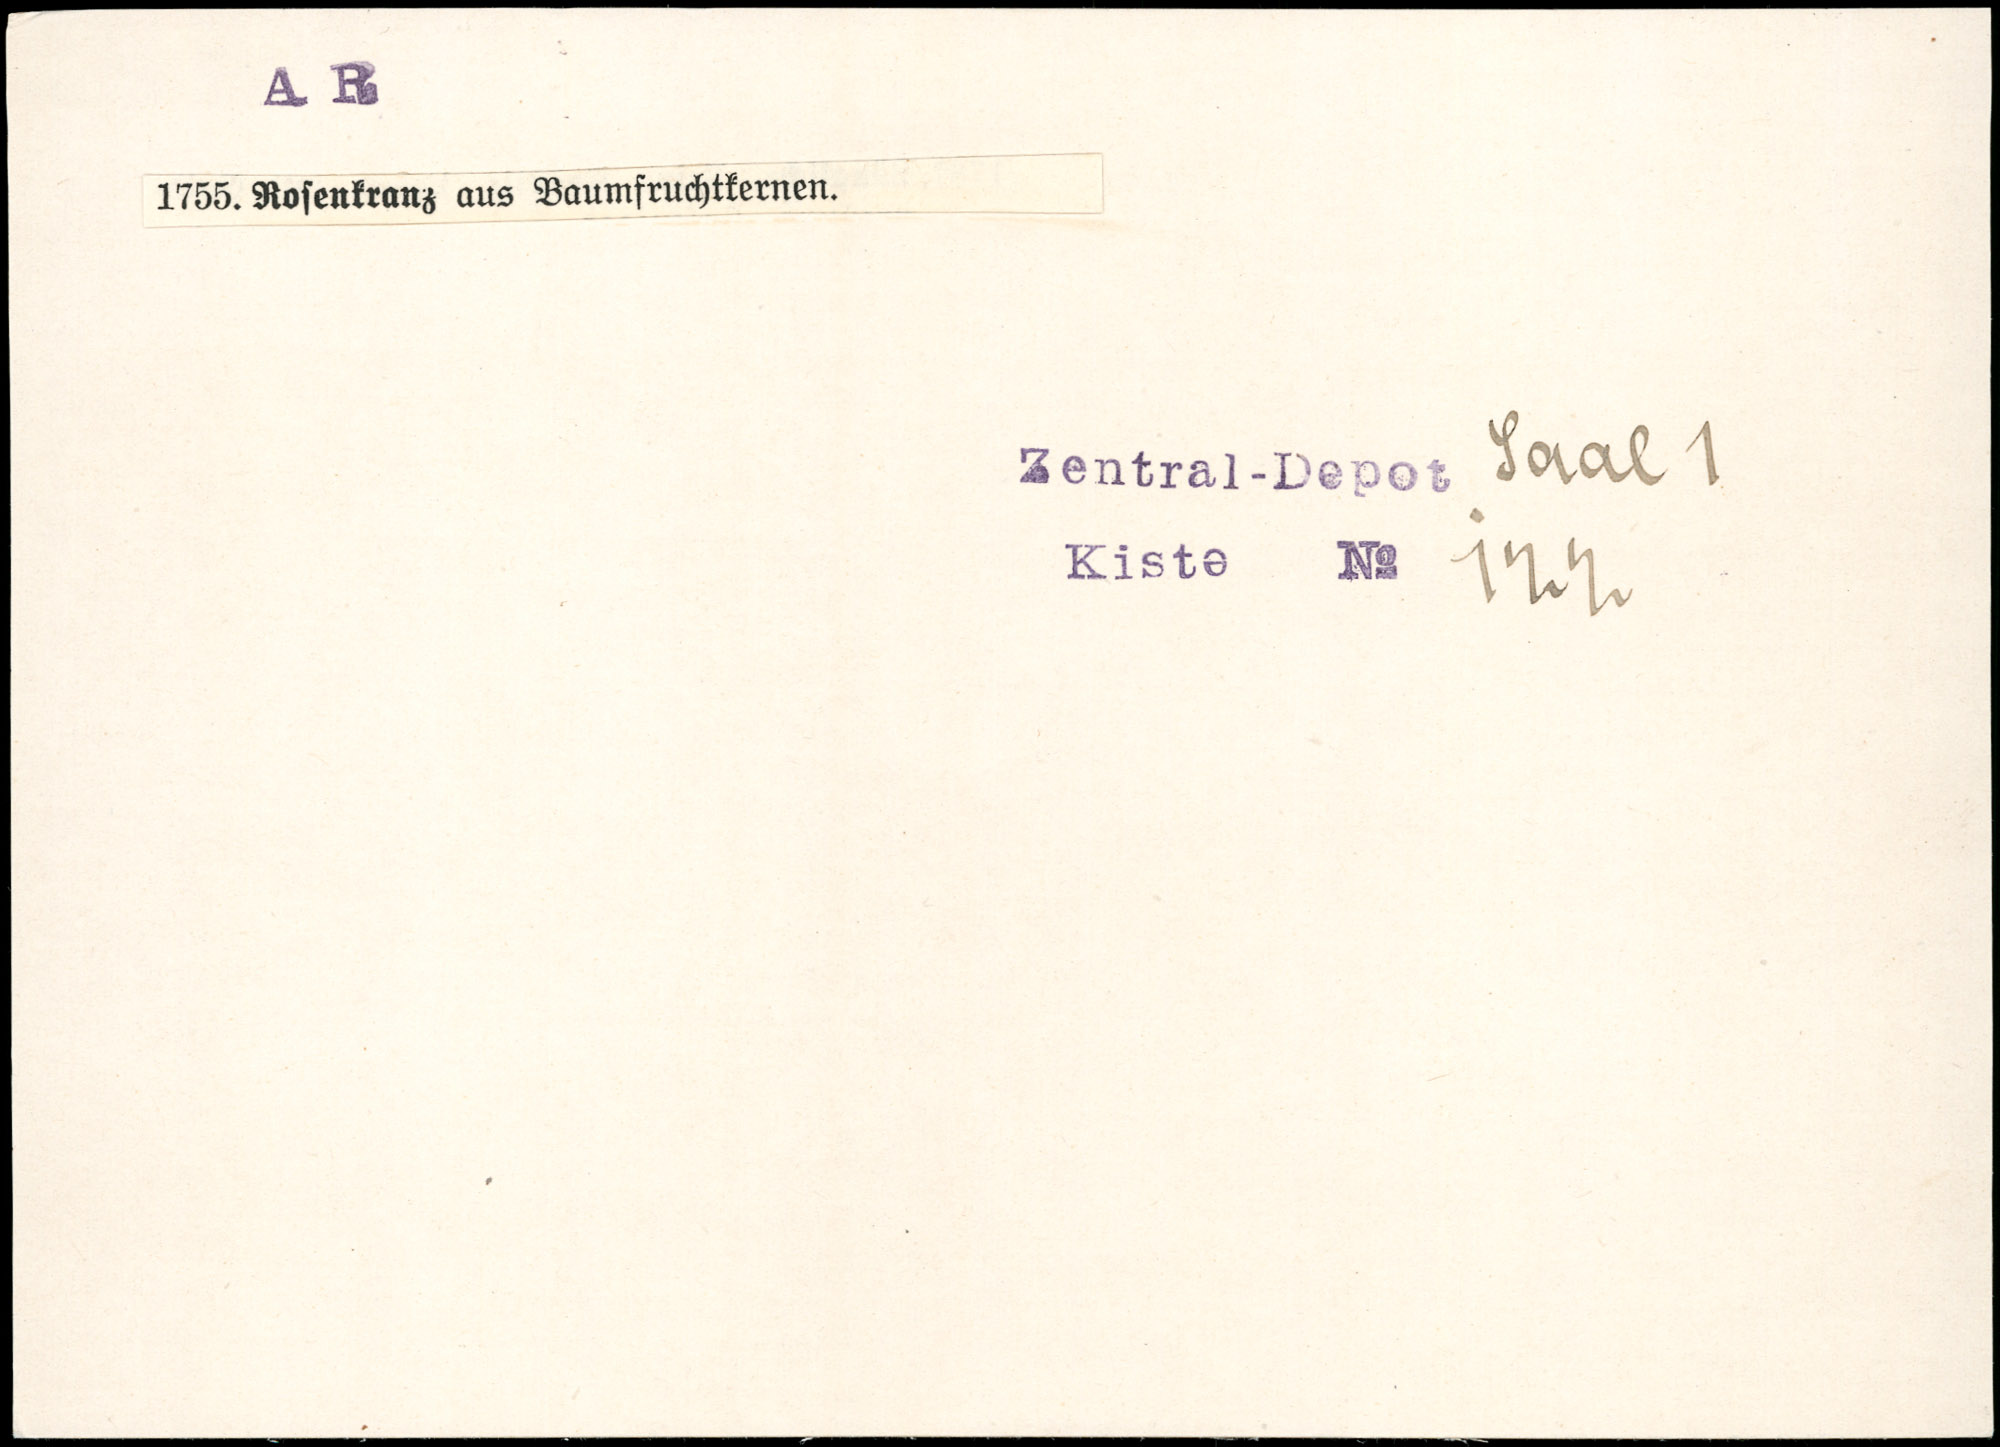 A R
1755. Rosenkranz aus Baumfruchtkernen.
Zentral-Depot Saal 1
Kiste №